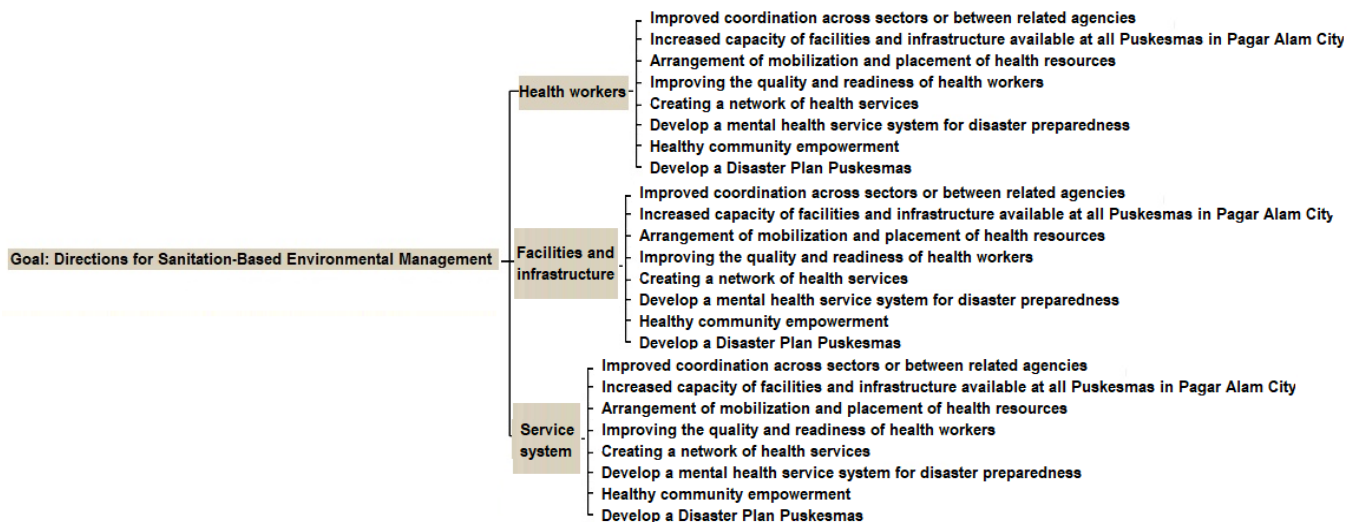 Improved coordination across sectors or between related agencies
Increased capacity of facilities and infrastructure available at all Puskesmas in Pagar Alam City
Arrangement of mobilization and placement of health resources
Improving the quality and readiness of health workers
Health workers
Creating a network of health services
Develop a mental health service system for disaster preparedness
Healthy community empowerment
Develop a Disaster Plan Puskesmas
Improved coordination across sectors or between related agencies
Increased capacity of facilities and infrastructure available at all Puskesmas in Pagar Alam City
Arrangement of mobilization and placement of health resources
Goal: Directions for Sanitation-Based Environmental Management
Facilities and
infrastructure
Improving the quality and readiness of health workers
Creating a network of health services
Develop a mental health service system for disaster preparedness
Healthy community empowerment
Develop a Disaster Plan Puskesmas
Improved coordination across sectors or between related agencies
Increased capacity of facilities and infrastructure available at all Puskesmas in Pagar Alam City
Arrangement of mobilization and placement of health resources
Service
system
Improving the quality and readiness of health workers
Creating a network of health services
Develop a mental health service system for disaster preparedness
Healthy community empowerment
Develop a Disaster Plan Puskesmas